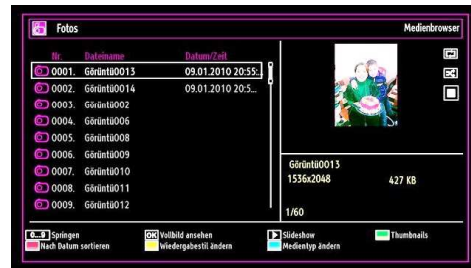 Fotos Medienbrowser
Nr. Dateiname Datum/Zeit
0001. Görüntü0013 09.01.2010 20:55:.
0002. Görüntü0014 09.01.2010 20:5...
0003. Görüntü002
0004. Görüntü006
0005. Görüntü008
0006. Görüntü009
0007. Görüntü010
0008. Görüntü011
0009. Görüntü012
Görüntü0013
1536x2048 427 KB
1/60
0...9 Springen OK Vollbild ansehen Slideshow Thumbnails
Nach Datum sortieren Wiedergabestil ändern Medientyp ändern